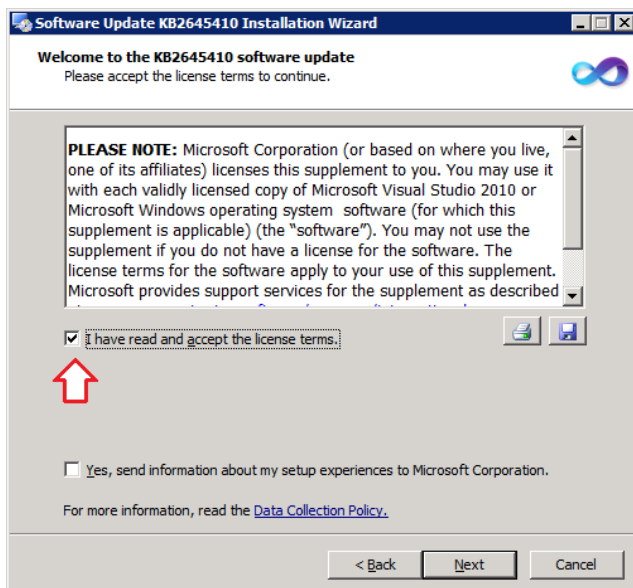 Software Update KB2645410 Installation Wizard
Welcome to the KB2645410 software update
Please accept the license terms to continue.
PLEASE NOTE: Microsoft Corporation (or based on where you live,
one of its affiliates) licenses this supplement to you. You may use it
with each validly licensed copy of Microsoft Visual Studio 2010 or
Microsoft Windows operating system software (for which this
supplement is applicable) (the “software”). You may not use the
supplement if you do not have a license for the software. The
license terms for the software apply to your use of this supplement.
Microsoft provides support services for the supplement as described
I have read and accept the license terms.
Yes, send information about my setup experiences to Microsoft Corporation.
For more information, read the Data Collection Policy.
< Back Next Cancel